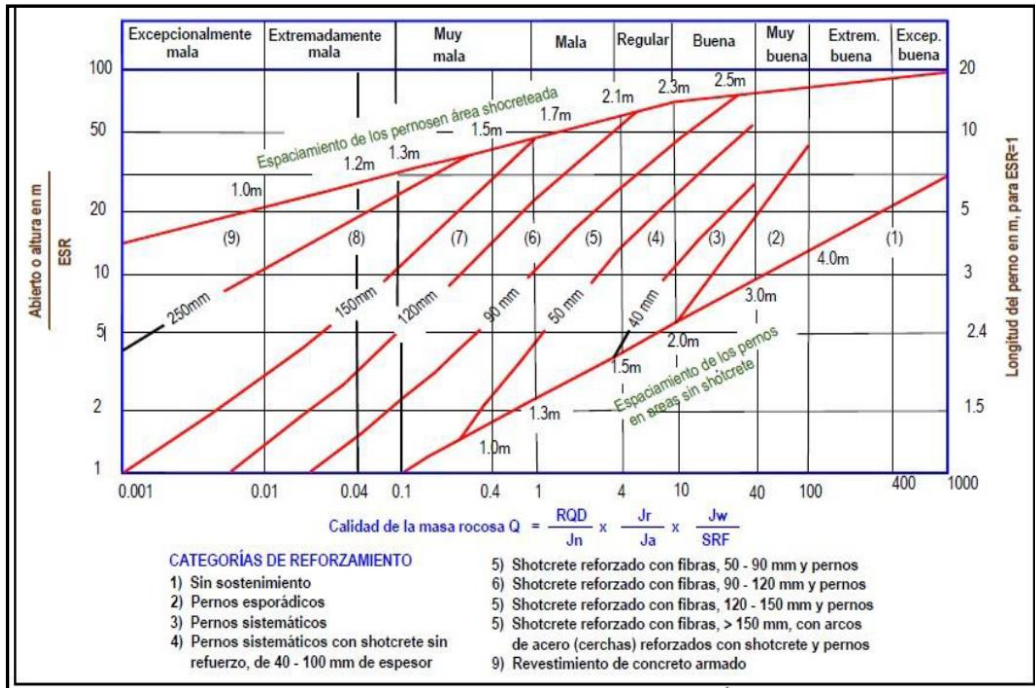 Excepcionalmente mala
Extremadamente mala
Muy mala
Mala
Regular
Buena
Muy buena
Extrem. buena
Excep. buena
100
50
20
10
5
2
1
20
10
5
3
2.4
1.5
1
Abierto o altura en m
ESR
Longitud del perno en m, para ESR=1
Espaciamiento de los pernosen área shocreteada
1.0m
1.2m
1.3m
1.5m
1.7m
2.1m
2.3m
2.5m
(9)
(8)
(7)
(6)
(5)
(4)
(3)
(2)
(1)
250mm
150mm
120mm
90 mm
50 mm
40 mm
4.0m
3.0m
2.0m
1.5m
1.3m
1.0m
Espaciamiento de los pernos
en areas sin shotcrete
0.001
0.01
0.04
0.1
0.4
1
4
10
40
100
400
1000
Calidad de la masa rocosa Q = RQD / Jn x Jr / Ja x Jw / SRF
CATEGORÍAS DE REFORZAMIENTO
1) Sin sostenimiento
2) Pernos esporádicos
3) Pernos sistemáticos
4) Pernos sistemáticos con shotcrete sin
refuerzo, de 40 - 100 mm de espesor
5) Shotcrete reforzado con fibras, 50 - 90 mm y pernos
6) Shotcrete reforzado con fibras, 90 - 120 mm y pernos
5) Shotcrete reforzado con fibras, 120 - 150 mm y pernos
5) Shotcrete reforzado con fibras, > 150 mm, con arcos
de acero (cerchas) reforzados con shotcrete y pernos
9) Revestimiento de concreto armado